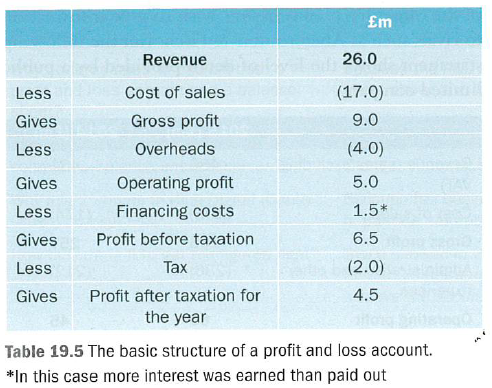 £m
Revenue 26.0
Less Cost of sales (17.0)
Gives Gross profit 9.0
Less Overheads (4.0)
Gives Operating profit 5.0
Less Financing costs 1.5*
Gives Profit before taxation 6.5
Less Tax (2.0)
Gives Profit after taxation for 4.5
the year
Table 19.5 The basic structure of a profit and loss account.
*In this case more interest was earned than paid out